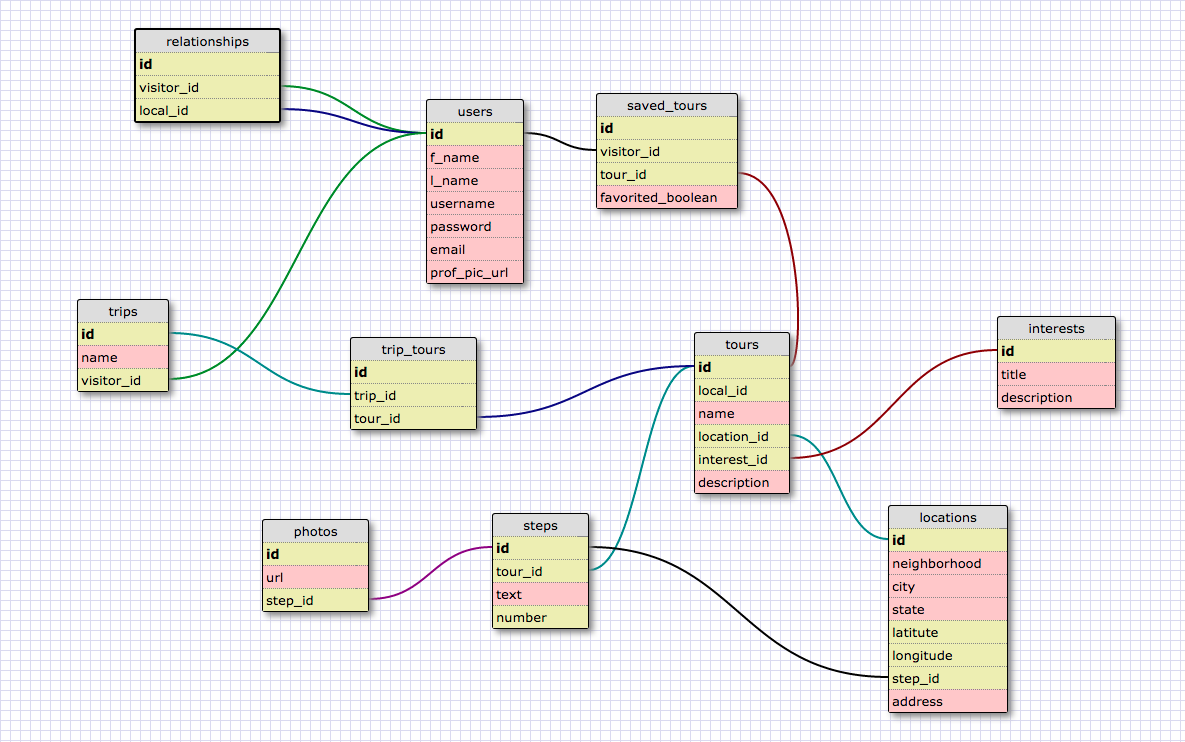 relationships
id
visitor_id
local_id
users
id
f_name
l_name
username
password
email
prof_pic_url
saved_tours
id
visitor_id
tour_id
favorited_boolean
trips
id
name
visitor_id
trip_tours
id
trip_id
tour_id
tours
id
local_id
name
location_id
interest_id
description
interests
id
title
description
photos
id
url
step_id
steps
id
tour_id
text
number
locations
id
neighborhood
city
state
latitute
longitude
step_id
address